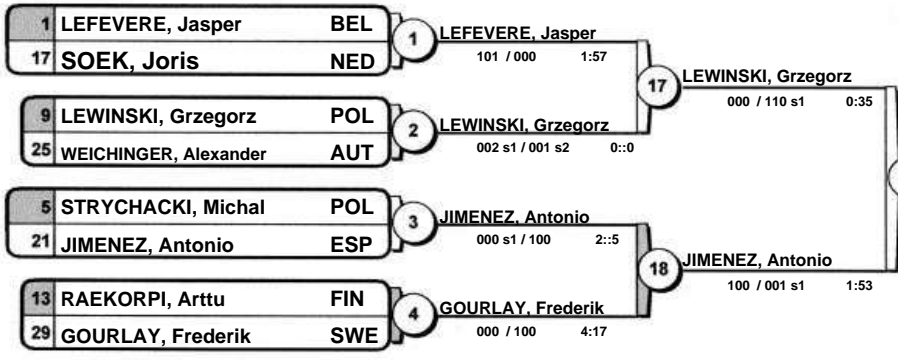 1 LEFEVERE, Jasper BEL
17 SOEK, Joris NED
1 LEFEVERE, Jasper
101 / 000 1:57
9 LEWINSKI, Grzegorz POL
25 WEICHINGER, Alexander AUT
2 LEWINSKI, Grzegorz
002 s1 / 001 s2 0::0
17 LEWINSKI, Grzegorz
000 / 110 s1 0:35
5 STRYCHACKI, Michal POL
21 JIMENEZ, Antonio ESP
3 JIMENEZ, Antonio
000 s1 / 100 2::5
13 RAEKORPI, Arttu FIN
29 GOURLAY, Frederik SWE
4 GOURLAY, Frederik
000 / 100 4:17
18 JIMENEZ, Antonio
100 / 001 s1 1:53